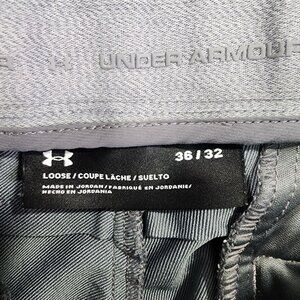 UNDER ARMOUR
36 / 32
LOOSE / COUPE LÂCHE / SUELTO
MADE IN JORDAN / FABRIQUÉ EN JORDANIE/
HECHO EN JORDANIA